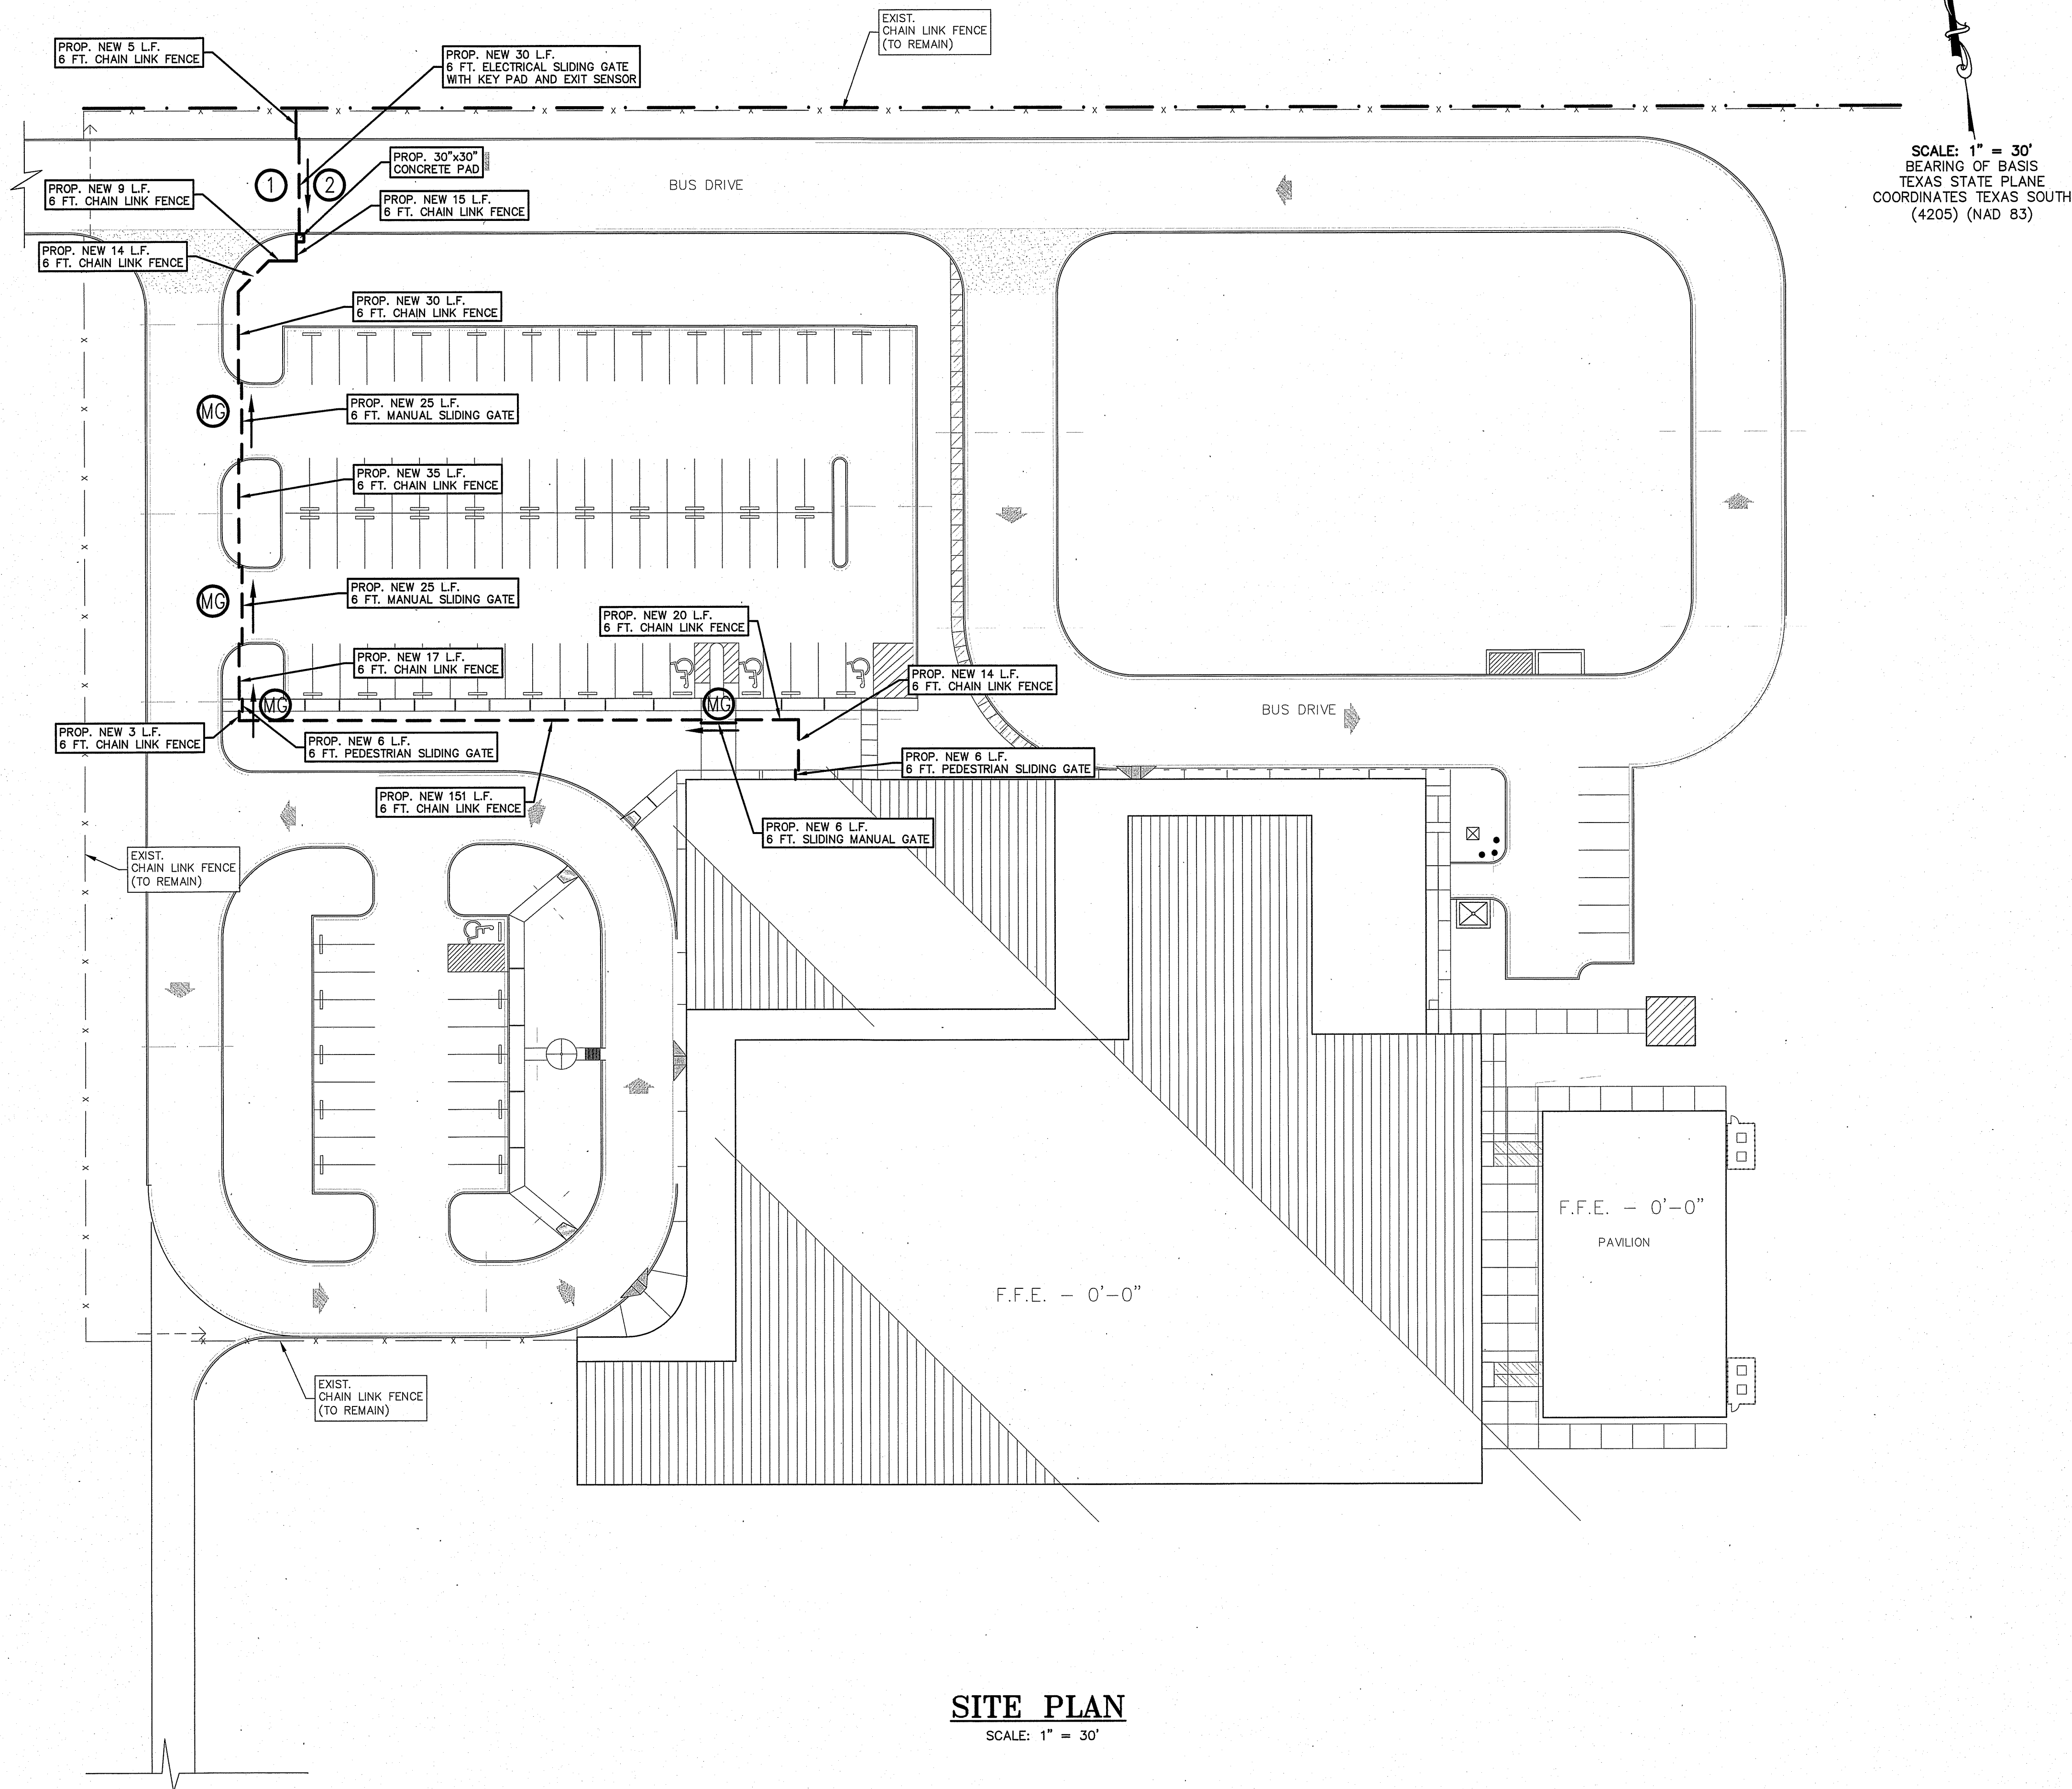 EXIST.
CHAIN LINK FENCE
(TO REMAIN)
PROP. NEW 5 L.F.
6 FT. CHAIN LINK FENCE
PROP. NEW 30 L.F.
6 FT. ELECTRICAL SLIDING GATE
WITH KEY PAD AND EXIT SENSOR
SCALE: 1" = 30'
BEARING OF BASIS
TEXAS STATE PLANE
COORDINATES TEXAS SOUTH
(4205) (NAD 83)
PROP. 30"x30"
CONCRETE PAD
1
2
BUS DRIVE
PROP. NEW 9 L.F.
6 FT. CHAIN LINK FENCE
PROP. NEW 15 L.F.
6 FT. CHAIN LINK FENCE
PROP. NEW 14 L.F.
6 FT. CHAIN LINK FENCE
PROP. NEW 30 L.F.
6 FT. CHAIN LINK FENCE
MG
PROP. NEW 25 L.F.
6 FT. MANUAL SLIDING GATE
PROP. NEW 35 L.F.
6 FT. CHAIN LINK FENCE
MG
PROP. NEW 25 L.F.
6 FT. MANUAL SLIDING GATE
PROP. NEW 20 L.F.
6 FT. CHAIN LINK FENCE
PROP. NEW 17 L.F.
6 FT. CHAIN LINK FENCE
PROP. NEW 14 L.F.
6 FT. CHAIN LINK FENCE
MG
MG
BUS DRIVE
PROP. NEW 3 L.F.
6 FT. CHAIN LINK FENCE
PROP. NEW 6 L.F.
6 FT. PEDESTRIAN SLIDING GATE
PROP. NEW 6 L.F.
6 FT. PEDESTRIAN SLIDING GATE
PROP. NEW 151 L.F.
6 FT. CHAIN LINK FENCE
PROP. NEW 6 L.F.
6 FT. SLIDING MANUAL GATE
EXIST.
CHAIN LINK FENCE
(TO REMAIN)
F.F.E. - 0'-0"
PAVILION
F.F.E. - 0'-0"
EXIST.
CHAIN LINK FENCE
(TO REMAIN)
SITE PLAN
SCALE: 1" = 30'